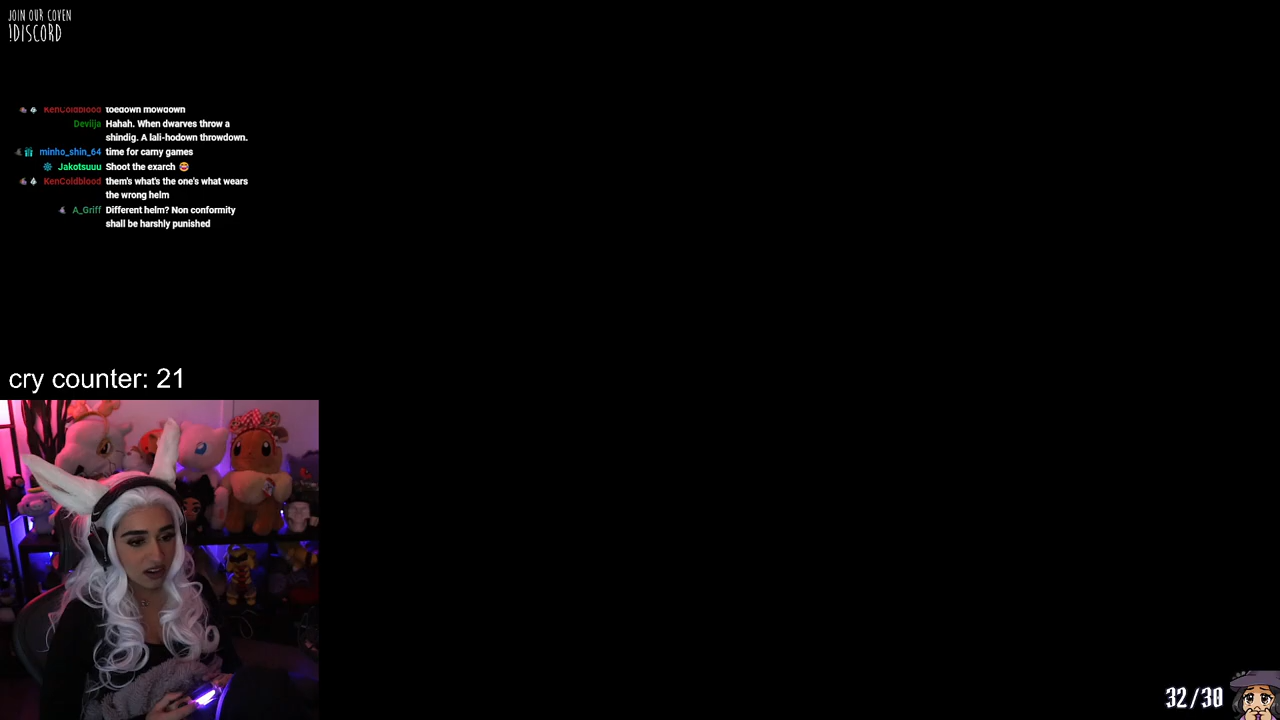 JOIN OUR COVEN
!DISCORD
KenColdblood toedown mowdown
Deviija Hahah. When dwarves throw a
shindig. A lali-hodown throwdown.
minho_shin_64 time for carny games
Jakotsuuu Shoot the exarch
KenColdblood them's what's the one's what wears
the wrong helm
A_Griff Different helm? Non conformity
shall be harshly punished
cry counter: 21
32/30